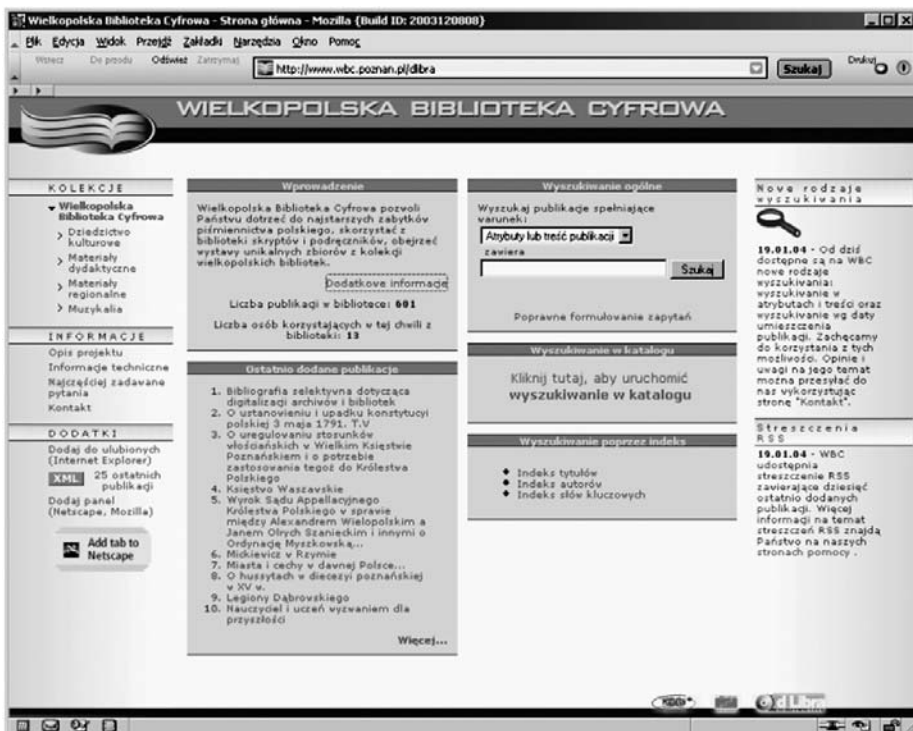 Wielkopolska Biblioteka Cyfrowa - Strona główna - Mozilla {Build ID: 2003120808}
Plik Edycja Widok Przejdź Zakładki Narzędzia Okno Pomoc
Wstecz Do przodu Odśwież Zatrzymaj http://www.wbc.poznan.pl/dlibra Szukaj Drukuj
WIELKOPOLSKA BIBLIOTEKA CYFROWA
KOLEKCJE
Wielkopolska
Biblioteka Cyfrowa
Dziedzictwo
kulturowe
Materiały
dydaktyczne
Materiały
regionalne
Muzykalia
INFORMACJE
Opis projektu
Informacje techniczne
Najczęściej zadawane
pytania
Kontakt
DODATKI
Dodaj do ulubionych
(Internet Explorer)
XML 25 ostatnich
publikacji
Dodaj panel
(Netscape, Mozilla)
Add tab to
Netscape
Wprowadzenie
Wielkopolska Biblioteka Cyfrowa pozwoli
Państwu dotrzeć do najstarszych zabytków
piśmiennictwa polskiego, skorzystać z
biblioteki skryptów i podręczników, obejrzeć
wystawy unikalnych zbiorów z kolekcji
wielkopolskich bibliotek.
Dodatkowe informacje
Liczba publikacji w bibliotece: 601
Liczba osób korzystających w tej chwili z
biblioteki: 13
Ostatnio dodane publikacje
1. Bibliografia selektywna dotycząca
digitalizacji archiwów i bibliotek
2. O ustanowieniu i upadku konstytucyi
polskiej 3 maja 1791. T.V
3. O uregulowaniu stosunków
włościańskich w Wielkim Księstwie
Poznańskiem i o potrzebie
zastosowania tegoż do Królestwa
Polskiego
4. Księstwo Waszawskie
5. Wyrok Sądu Appellacyjnego
Królestwa Polskiego w sprawie
między Alexandrem Wielopolskim a
Janem Olrych Szanieckim i innymi o
Ordynację Myszkowską...
6. Mickiewicz v Rzymie
7. Miasta i cechy w dawnej Polsce...
8. O hussytach w diecezyi poznańskiej
w XV w.
9. Legiony Dąbrowskiego
10. Nauczyciel i uczeń wyzwaniem dla
przyszłości
Więcej...
Wyszukiwanie ogólne
Wyszukaj publikacje spełniające
warunek:
Atrybuty lub treść publikacji
zawiera
Szukaj
Poprawne formułowanie zapytań
Wyszukiwanie w katalogu
Kliknij tutaj, aby uruchomić
wyszukiwanie w katalogu
Wyszukiwanie poprzez indeks
Indeks tytułów
Indeks autorów
Indeks słów kluczowych
Nowe rodzaje
wyszukiwania
19.01.04 - Od dziś
dostępne są na WBC
nowe rodzaje
wyszukiwania:
wyszukiwanie w
atrybutach i treści oraz
wyszukiwanie wg daty
umieszczenia
publikacji. Zachęcamy
do korzystania z tych
możliwości. Opinie i
uwagi na jego temat
można przesyłać do
nas wykorzystując
stronę "Kontakt".
Streszczenia
RSS
19.01.04 - WBC
udostępnia
streszczenie RSS
zawierające dziesięć
ostatnio dodanych
publikacji. Więcej
informacji na temat
streszczeń RSS znajdą
Państwo na naszych
stronach pomocy .
dLibra